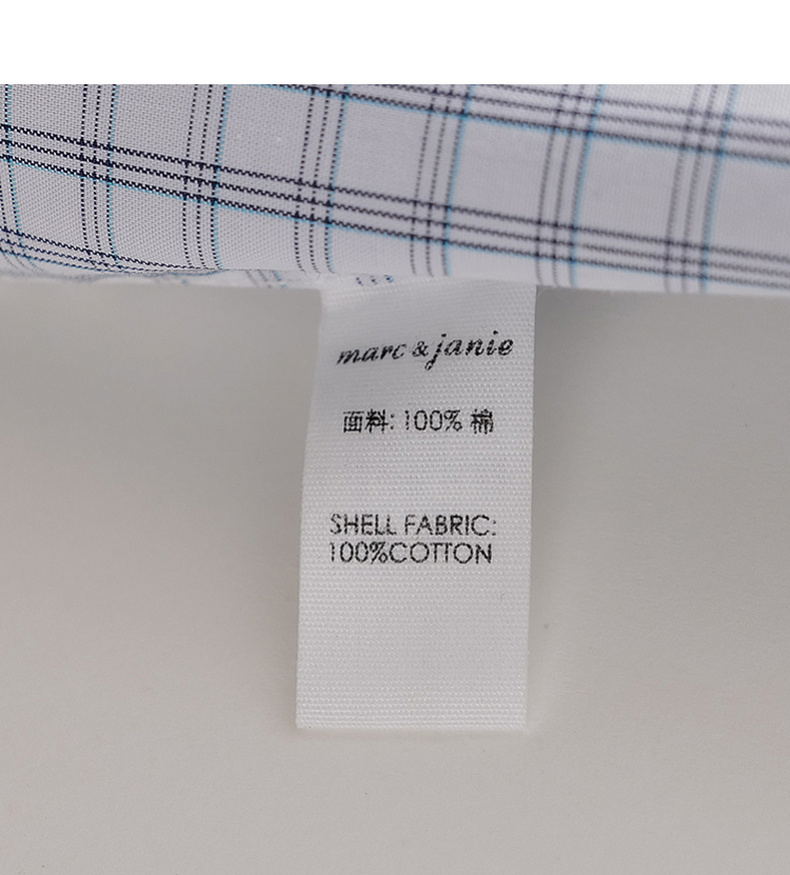 marc & janie
面料: 100% 棉
SHELL FABRIC:
100%COTTON